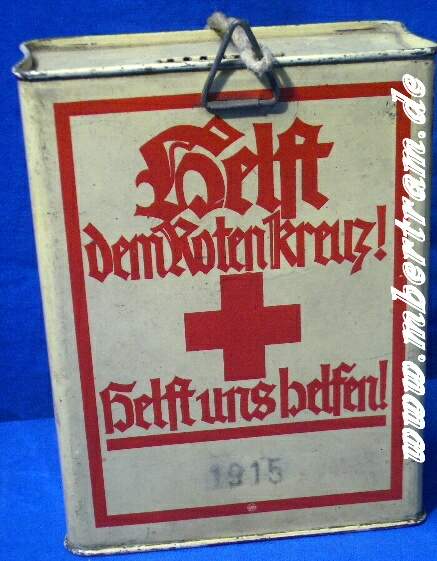 Helft
dem Roten Kreuz!
Helft uns helfen!
1915
www.mbertram.de